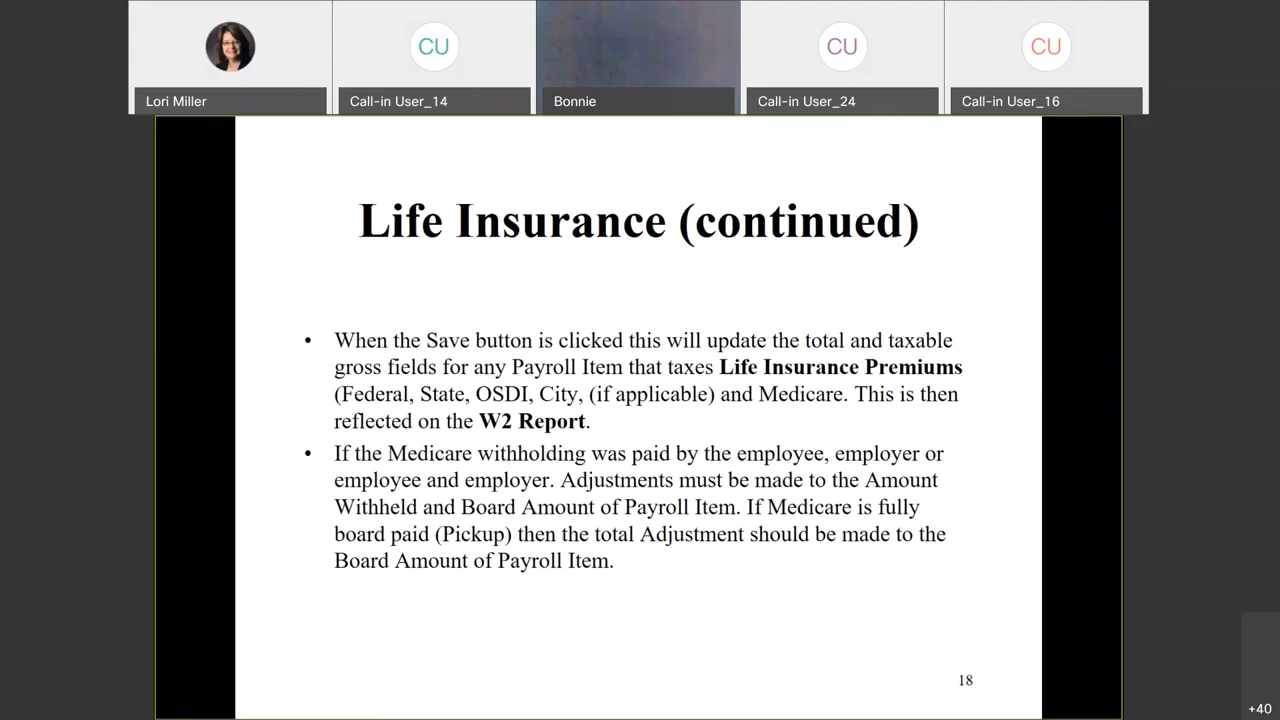 CU
CU
CU
Lori Miller
Call-in User_14
Bonnie
Call-in User_24
Call-in User_16
Life Insurance (continued)
• When the Save button is clicked this will update the total and taxable
gross fields for any Payroll Item that taxes Life Insurance Premiums
(Federal, State, OSDI, City, (if applicable) and Medicare. This is then
reflected on the W2 Report.
• If the Medicare withholding was paid by the employee, employer or
employee and employer. Adjustments must be made to the Amount
Withheld and Board Amount of Payroll Item. If Medicare is fully
board paid (Pickup) then the total Adjustment should be made to the
Board Amount of Payroll Item.
18
+40